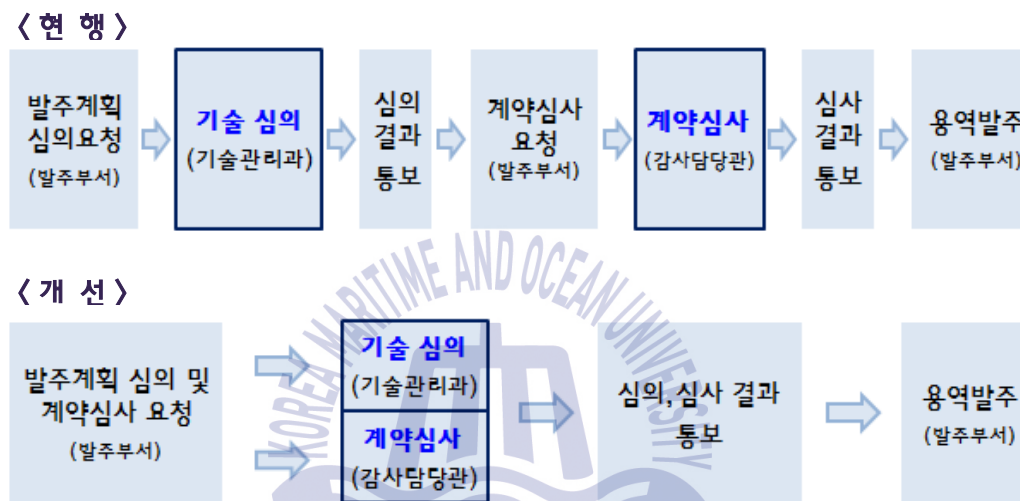 〈 현 행 〉
발주계획
심의요청
(발주부서)
기술 심의
(기술관리과)
심의
결과
통보
계약심사
요청
(발주부서)
계약심사
(감사담당관)
심사
결과
통보
용역발주
(발주부서)
〈 개 선 〉
발주계획 심의 및
계약심사 요청
(발주부서)
기술 심의
(기술관리과)
계약심사
(감사담당관)
심의, 심사 결과
통보
용역발주
(발주부서)
KOREA MARITIME AND OCEAN UNIVERSITY